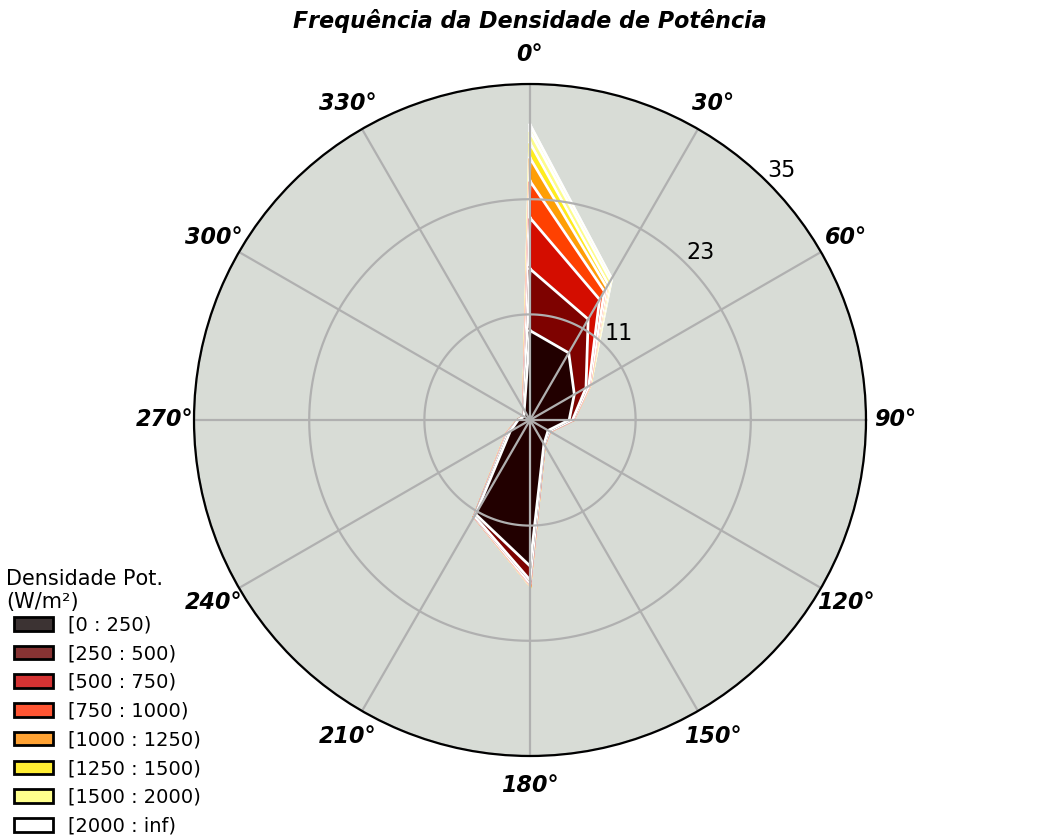 Frequência da Densidade de Potência
0°
330°
30°
35
300°
60°
23
11
270°
90°
240°
120°
210°
150°
180°
Densidade Pot.
(W/m²)
[0 : 250)
[250 : 500)
[500 : 750)
[750 : 1000)
[1000 : 1250)
[1250 : 1500)
[1500 : 2000)
[2000 : inf)